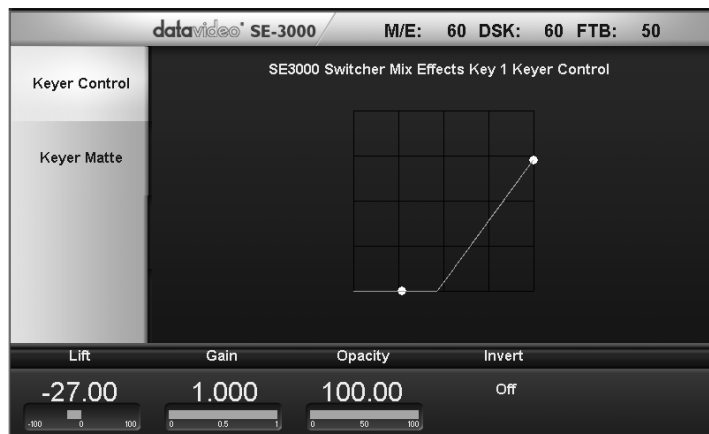 datavideo SE-3000 M/E: 60 DSK: 60 FTB: 50
Keyer Control
SE3000 Switcher Mix Effects Key 1 Keyer Control
Keyer Matte
Lift Gain Opacity Invert
-27.00 1.000 100.00 Off
-100 0 100 0 0.5 1 0 50 100